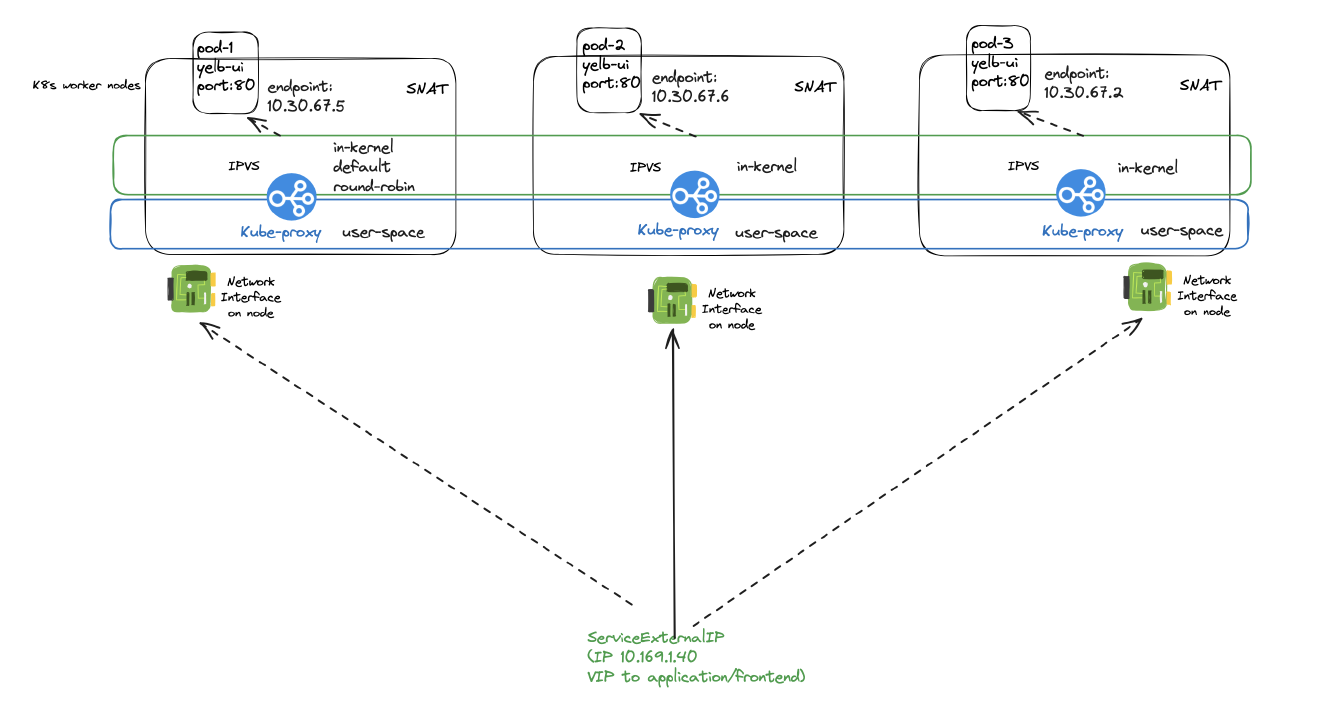 pod-1
yelb-ui
port:80
pod-2
yelb-ui
port:80
pod-3
yelb-ui
port:80
K8s worker nodes
endpoint:
10.30.67.5
SNAT
endpoint:
10.30.67.6
SNAT
endpoint:
10.30.67.2
SNAT
IPVS
in-kernel
default
round-robin
IPVS
in-kernel
IPVS
in-kernel
Kube-proxy
user-space
Kube-proxy
user-space
Kube-proxy
user-space
Network
Interface
on node
Network
Interface
on node
Network
Interface
on node
ServiceExternalIP
(IP 10.169.1.40
VIP to application/frontend)